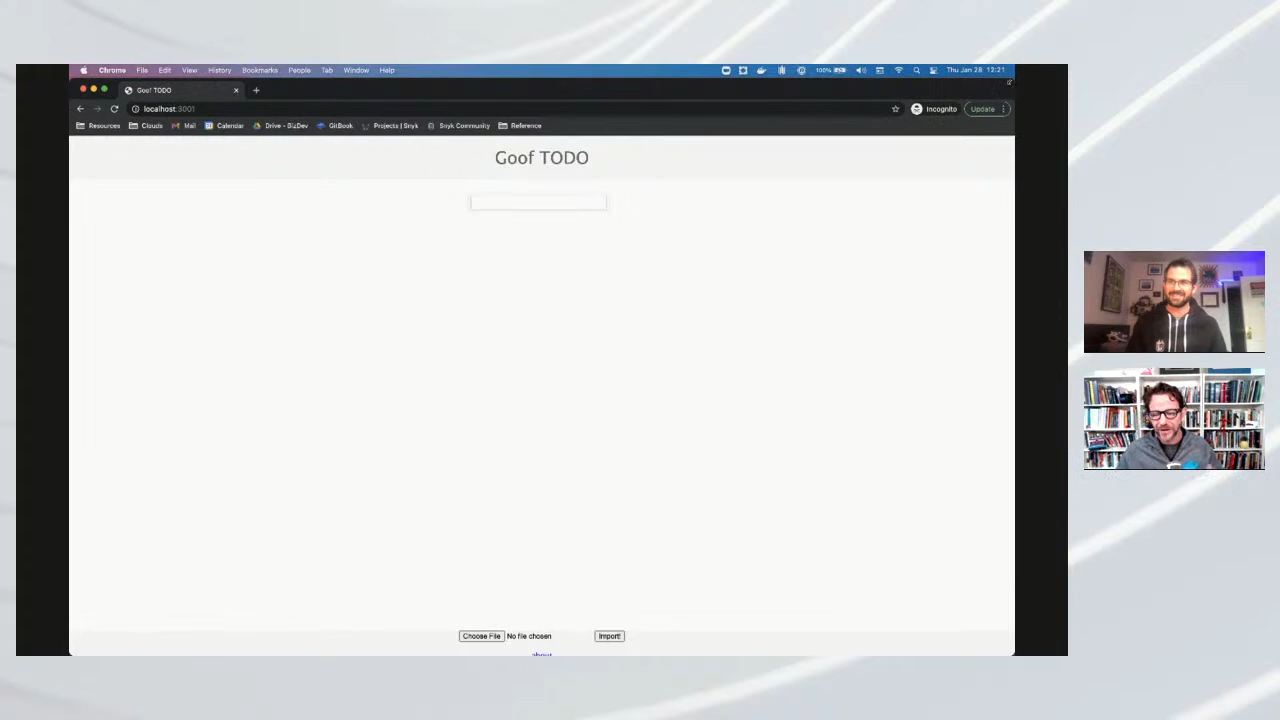 Chrome File Edit View History Bookmarks People Tab Window Help 100% Thu Jan 28 12:21
Goof TODO
localhost:3001 Incognito Update
Resources Clouds Mail Calendar Drive - BizDev GitBook Projects | Snyk Snyk Community Reference
Goof TODO
Choose File No file chosen Import!
about